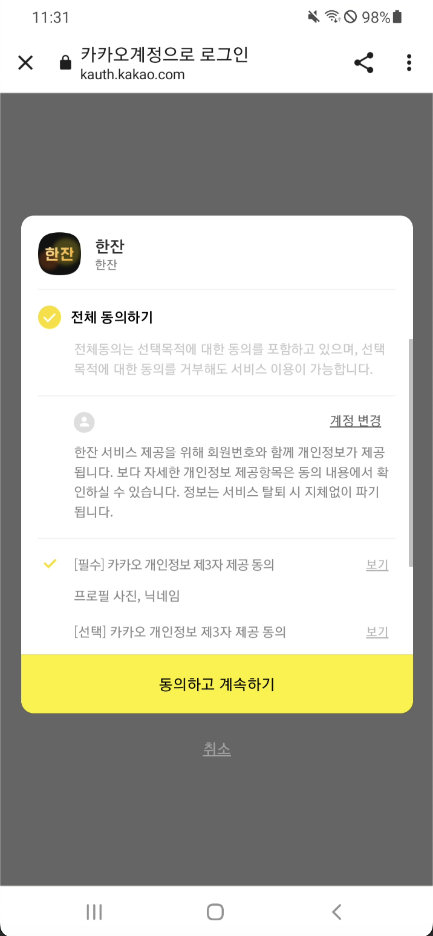 11:31
98%
카카오계정으로 로그인
kauth.kakao.com
한잔
한잔
한잔
전체 동의하기
전체동의는 선택목적에 대한 동의를 포함하고 있으며, 선택
목적에 대한 동의를 거부해도 서비스 이용이 가능합니다.
계정 변경
한잔 서비스 제공을 위해 회원번호와 함께 개인정보가 제공
됩니다. 보다 자세한 개인정보 제공항목은 동의 내용에서 확
인하실 수 있습니다. 정보는 서비스 탈퇴 시 지체없이 파기
됩니다.
[필수] 카카오 개인정보 제3자 제공 동의 보기
프로필 사진, 닉네임
[선택] 카카오 개인정보 제3자 제공 동의 보기
동의하고 계속하기
취소